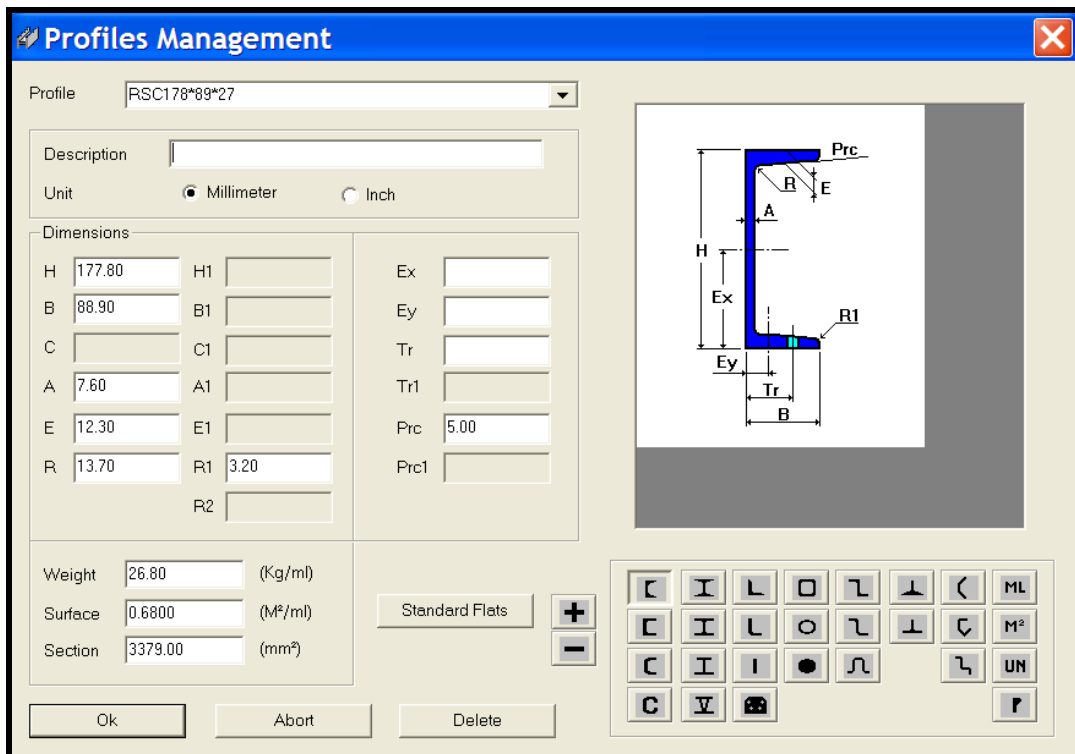 Profiles Management
Profile RSC178*89*27
Description
Unit Millimeter Inch
Dimensions
H 177.80 H1 Ex
B 88.90 B1 Ey
C C1 Tr
A 7.60 A1 Tr1
E 12.30 E1 Prc 5.00
R 13.70 R1 3.20 Prc1
R2
Weight 26.80 (Kg/ml)
Surface 0.6800 (M²/ml)
Section 3379.00 (mm²)
Standard Flats
Ok Abort Delete
Prc
R E
A
H
Ex
R1
Ey
Tr
B
ML
M²
UN